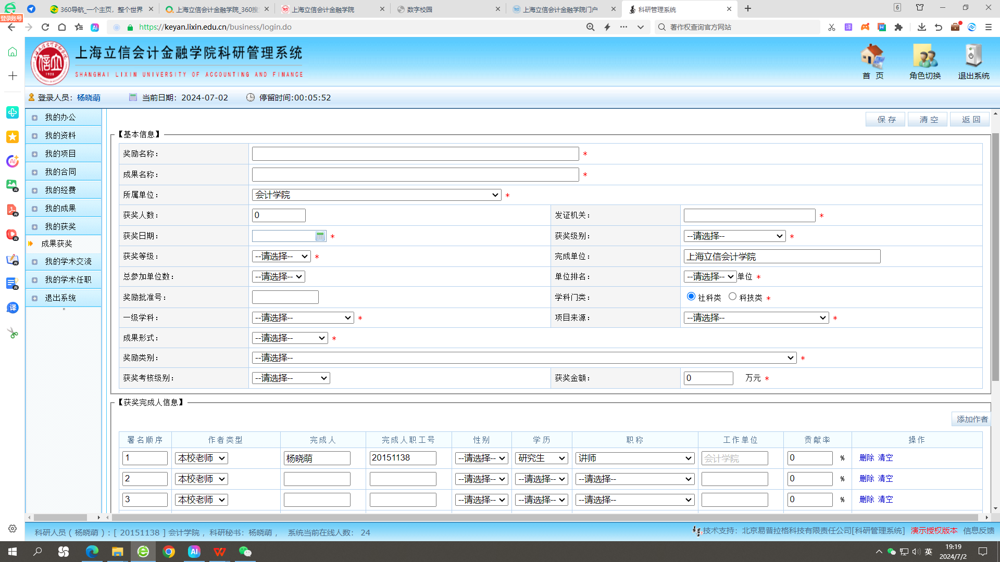 360导航_一个主页，整个世界
上海立信会计金融学院_360搜
上海立信会计金融学院
数字校园
上海立信会计金融学院门户
科研管理系统
6
登录账号
https://keyan.lixin.edu.cn/business/login.do
著作权查询官方网站
上海立信会计金融学院科研管理系统
SHANGHAI LIXIN UNIVERSITY OF ACCOUNTING AND FINANCE
首 页
角色切换
退出系统
登录人员：杨晓萌
当前日期：2024-07-02
停留时间:00:05:52
我的办公
我的资料
我的项目
我的合同
我的经费
我的成果
我的获奖
成果获奖
我的学术交流
我的学术任职
退出系统
保 存 清 空 返 回
【基本信息】
奖励名称： *
成果名称： *
所属单位： 会计学院 *
获奖人数： 0 发证机关： *
获奖日期： * 获奖级别： --请选择-- *
获奖等级： --请选择-- * 完成单位： 上海立信会计学院
总参加单位数： --请选择-- 单位排名： --请选择-- 单位 *
奖励批准号： 学科门类： 社科类 科技类 *
一级学科： --请选择-- * 项目来源： --请选择-- *
成果形式： --请选择-- *
奖励类别： --请选择-- *
获奖考核级别： --请选择-- 获奖金额： 0 万元 *
【获奖完成人信息】
添加作者
署名顺序 作者类型 完成人 完成人职工号 性别 学历 职称 工作单位 贡献率 操作
1 本校老师 杨晓萌 20151138 --请选择-- 研究生 讲师 会计学院 0 % 删除 清空
2 本校老师 --请选择-- --请选择-- --请选择-- 0 % 删除 清空
3 本校老师 --请选择-- --请选择-- --请选择-- 0 % 删除 清空
科研人员（杨晓萌）：[ 20151138 ] 会计学院 ，科研秘书：杨晓萌 ， 系统当前在线人数： 24
技术支持：北京易普拉格科技有限责任公司[科研管理系统] 演示授权版本 信息反馈
英
19:19
2024/7/2